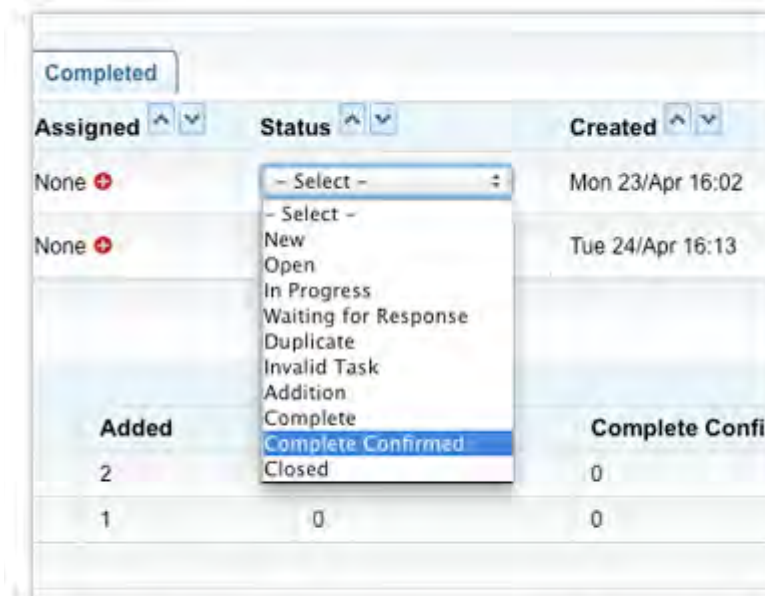 Completed
Assigned Status Created
None - Select - Mon 23/Apr 16:02
- Select -
New
None Tue 24/Apr 16:13
Open
In Progress
Waiting for Response
Duplicate
Invalid Task
Addition
Complete
Added Complete Confi
Complete Confirmed
Closed
2 0
1 0 0